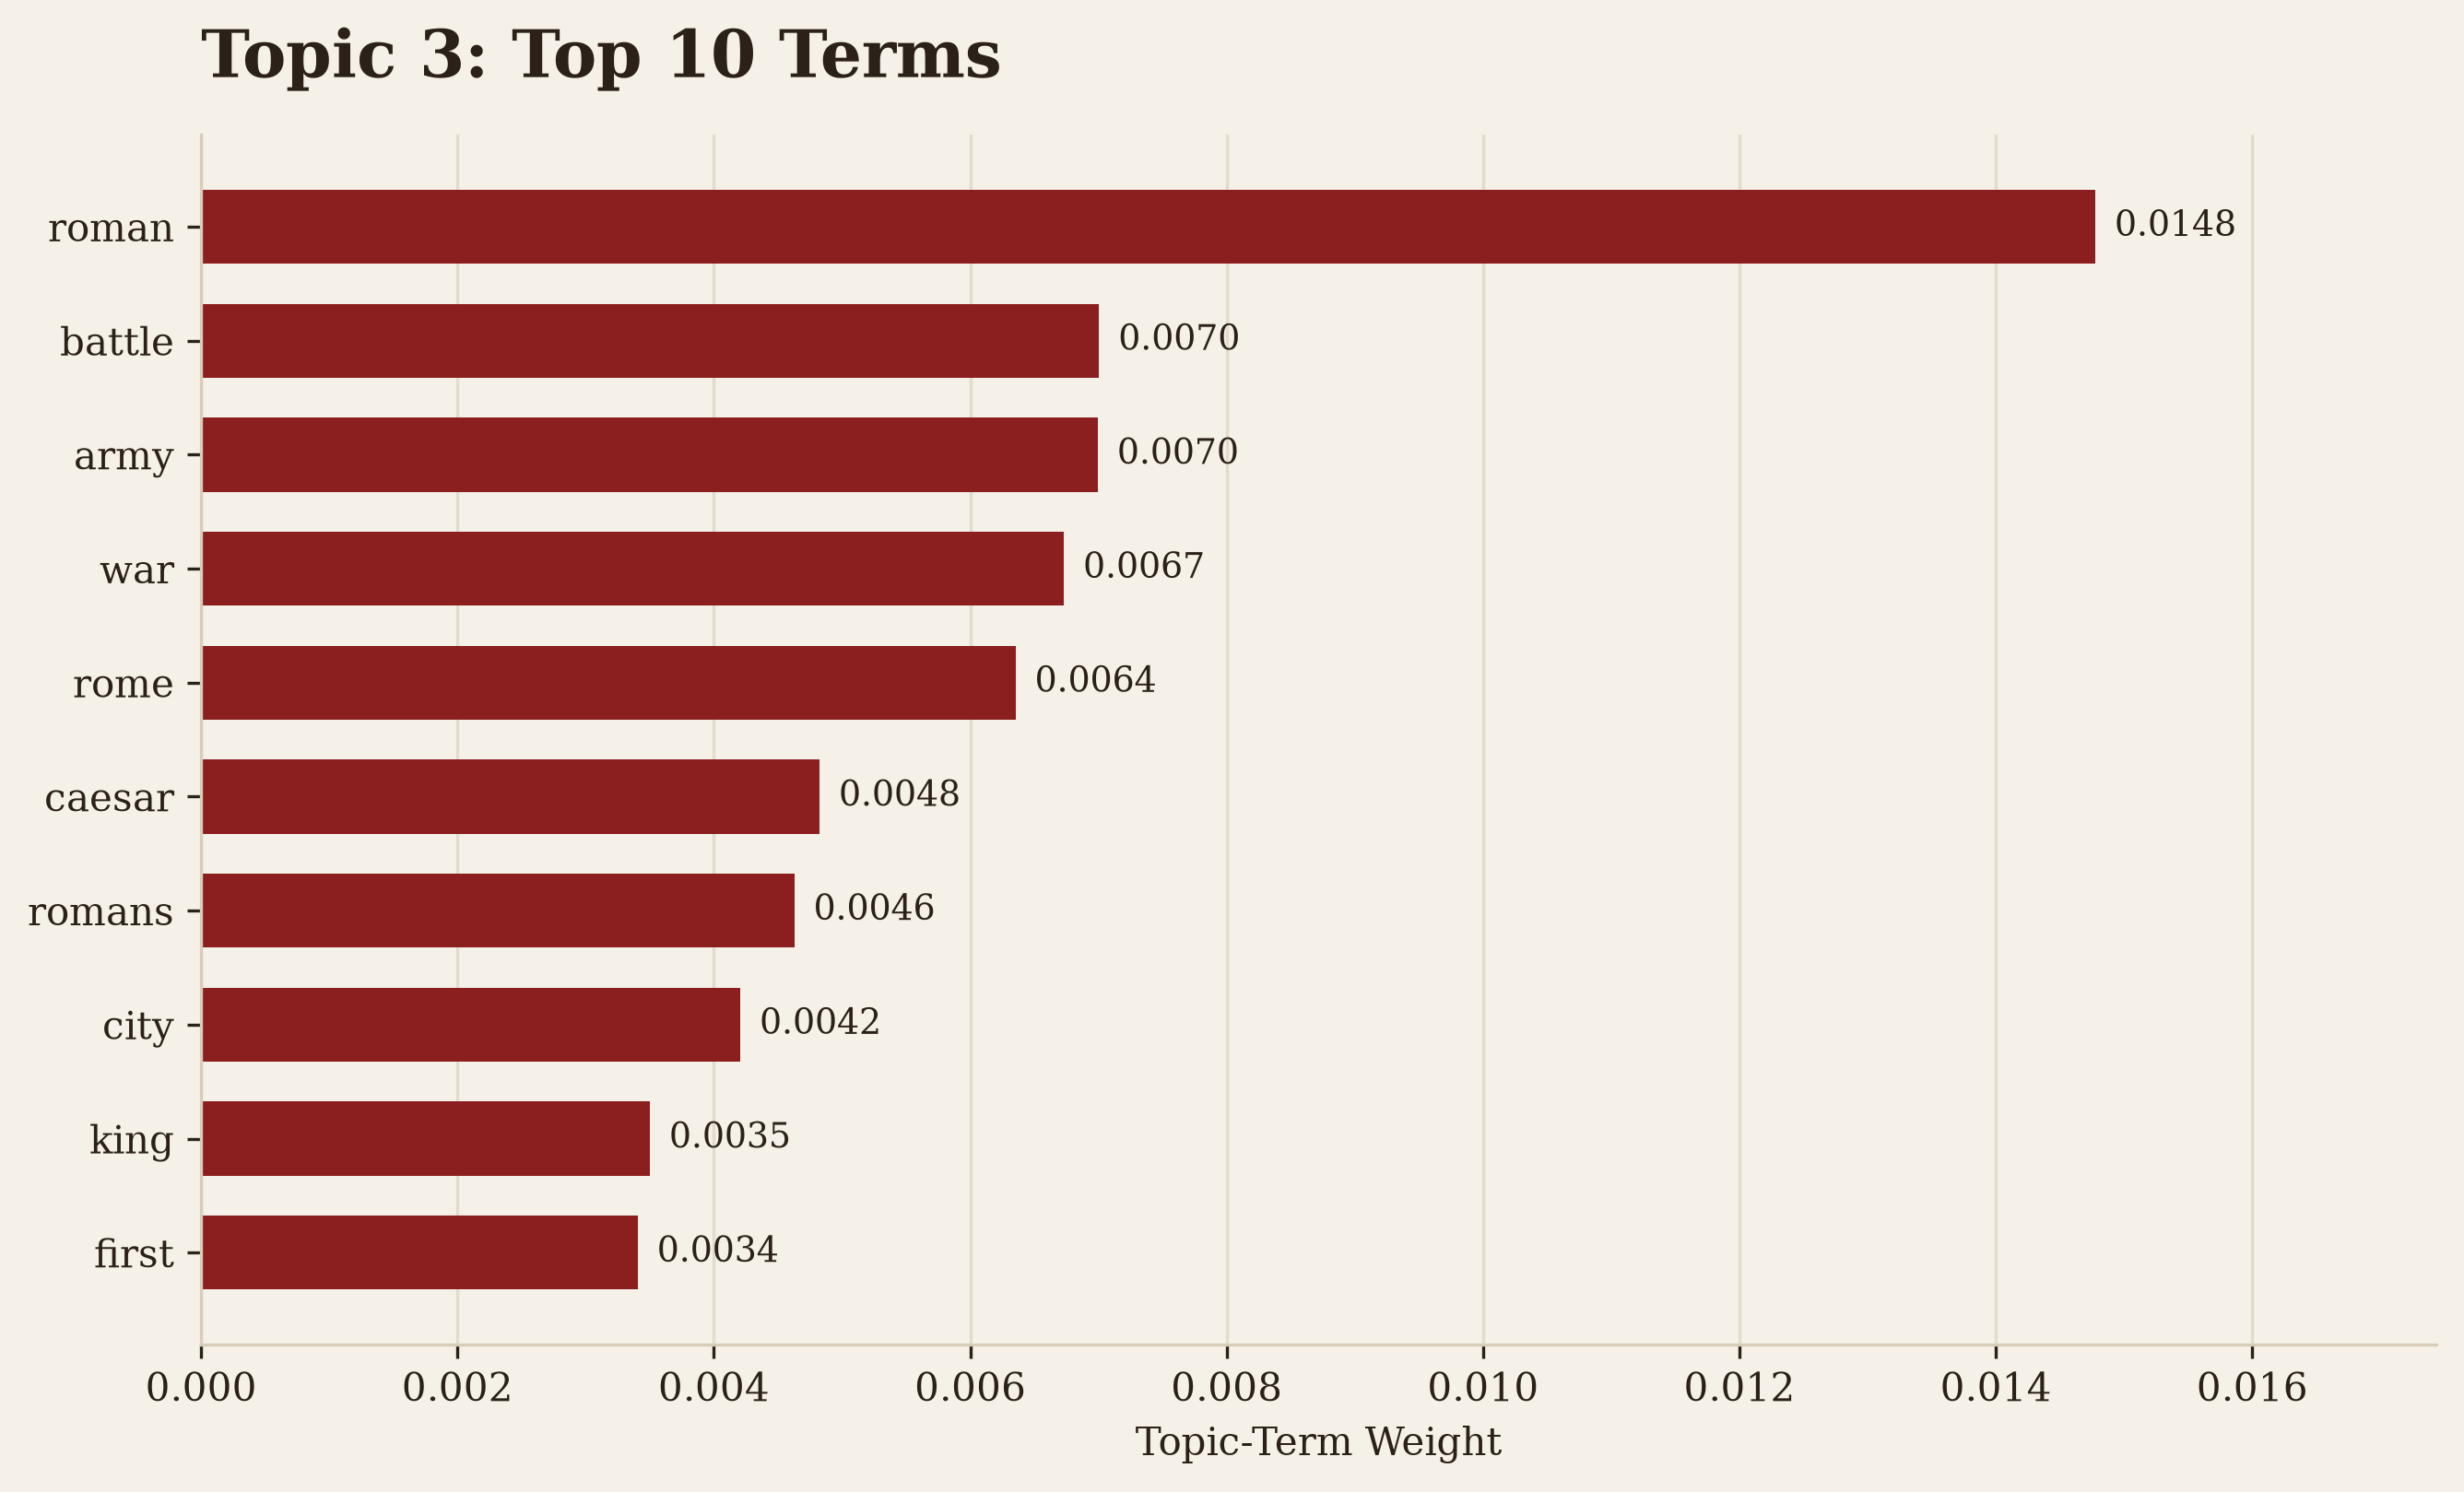 Topic 3: Top 10 Terms
roman 0.0148
battle 0.0070
army 0.0070
war 0.0067
rome 0.0064
caesar 0.0048
romans 0.0046
city 0.0042
king 0.0035
first 0.0034
0.000 0.002 0.004 0.006 0.008 0.010 0.012 0.014 0.016
Topic-Term Weight